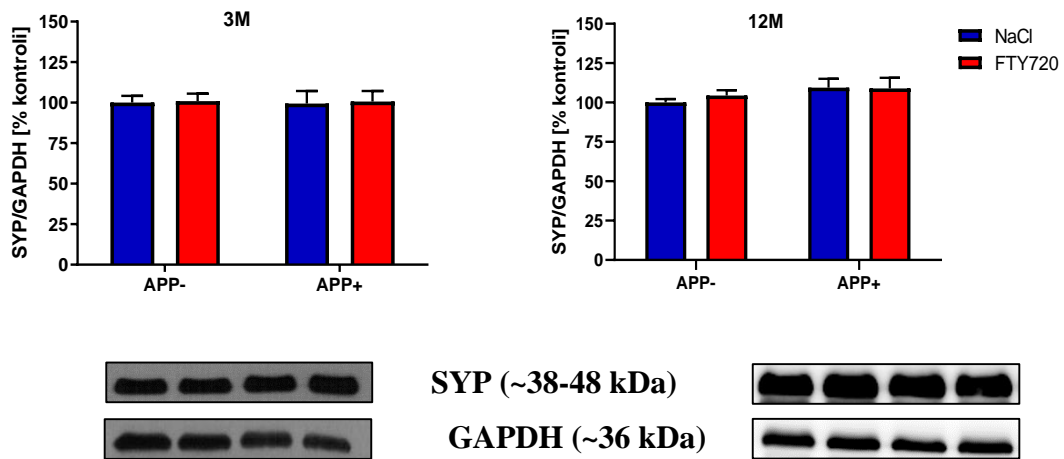 3M
SYP/GAPDH [% kontroli]
150
125
100
75
50
25
0
APP-
APP+
12M
SYP/GAPDH [% kontroli]
150
125
100
75
50
25
0
APP-
APP+
NaCl
FTY720
SYP (~38-48 kDa)
GAPDH (~36 kDa)